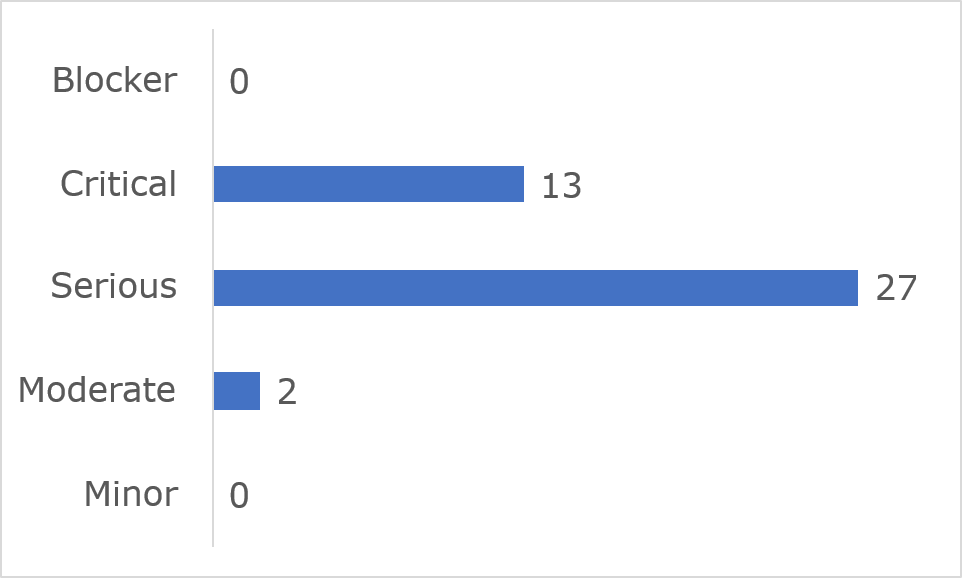 Blocker 0
Critical 13
Serious 27
Moderate 2
Minor 0